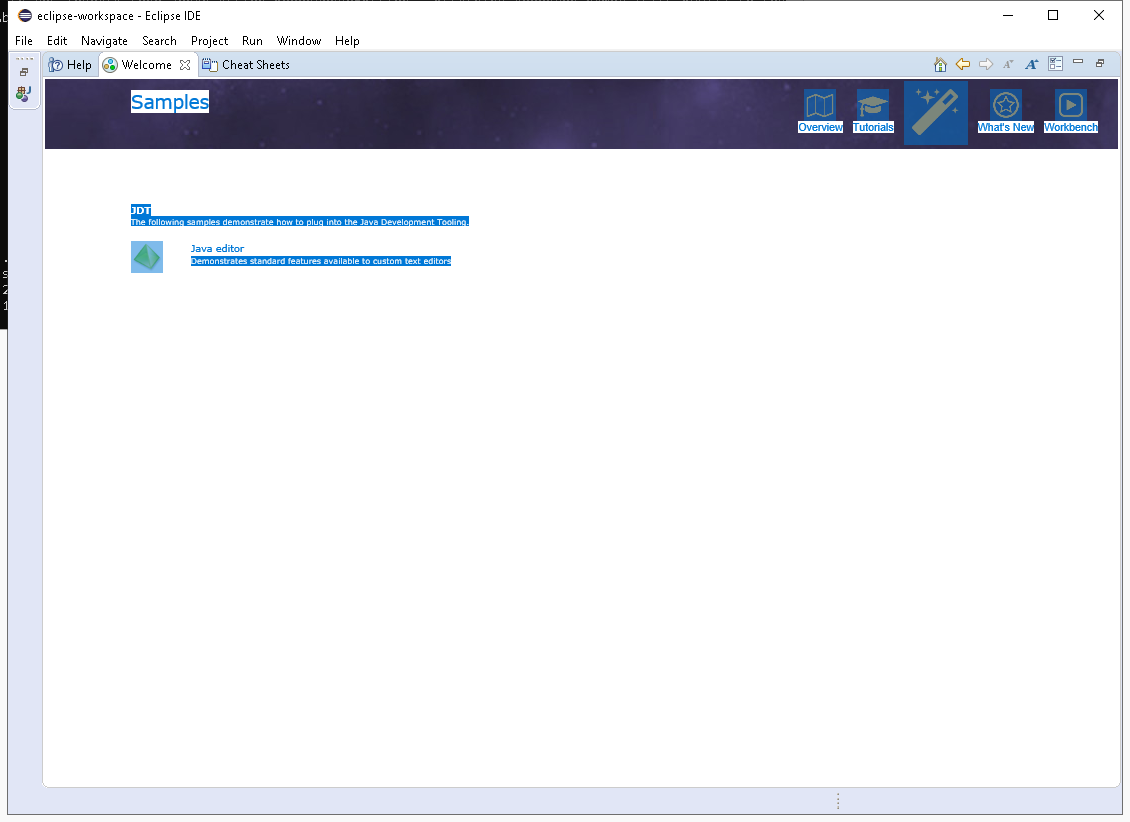 eclipse-workspace - Eclipse IDE
File Edit Navigate Search Project Run Window Help
Help Welcome Cheat Sheets
Samples
Overview Tutorials What's New Workbench
JDT
The following samples demonstrate how to plug into the Java Development Tooling.
Java editor
Demonstrates standard features available to custom text editors